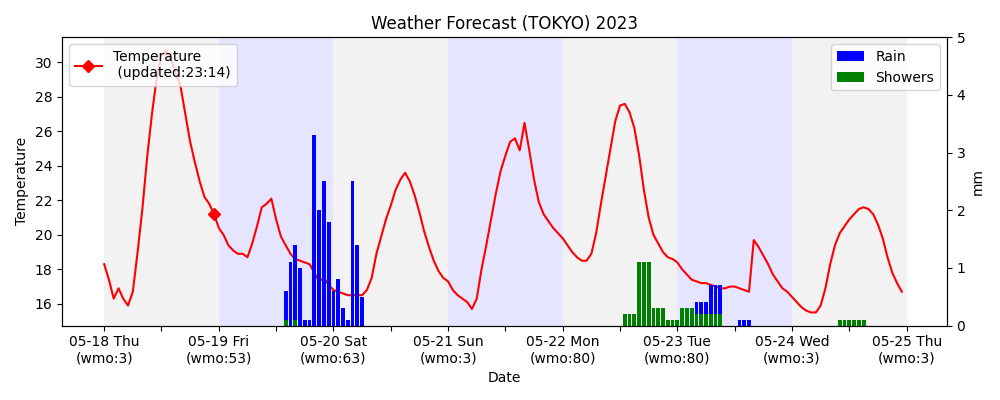 Weather Forecast (TOKYO) 2023
Temperature
(updated:23:14)
Rain
Showers
Temperature
30
28
26
24
22
20
18
16
5
4
3
2
1
0
mm
05-18 Thu 05-19 Fri 05-20 Sat 05-21 Sun 05-22 Mon 05-23 Tue 05-24 Wed 05-25 Thu
(wmo:3) (wmo:53) (wmo:63) (wmo:3) (wmo:80) (wmo:80) (wmo:3) (wmo:3)
Date